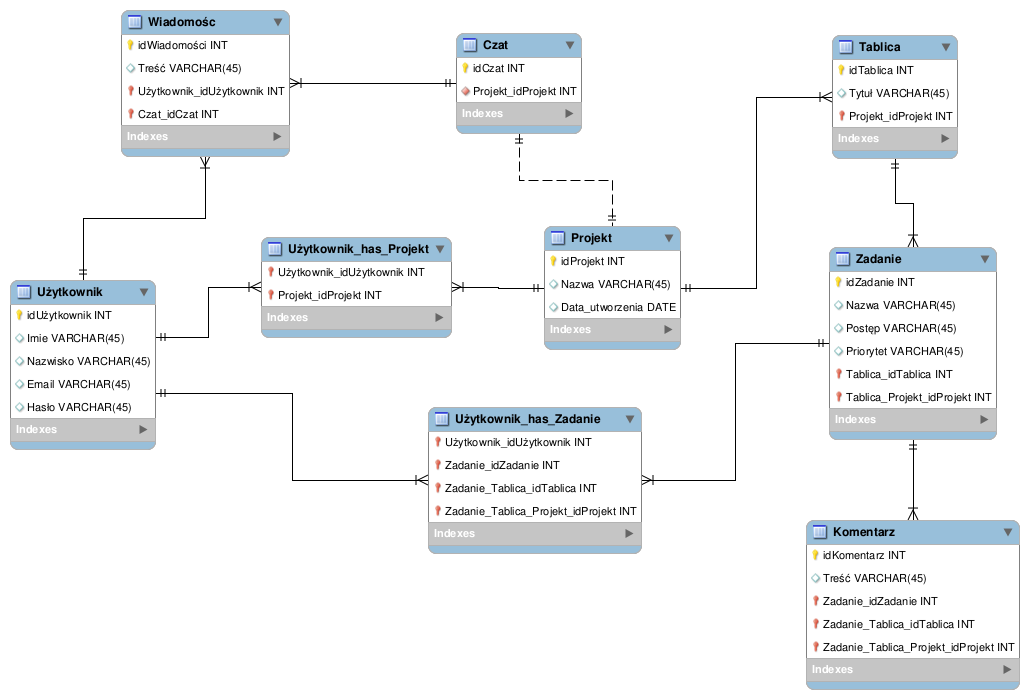 Wiadomośc
idWiadomości INT
Treść VARCHAR(45)
Użytkownik_idUżytkownik INT
Czat_idCzat INT
Indexes
Czat
idCzat INT
Projekt_idProjekt INT
Indexes
Tablica
idTablica INT
Tytuł VARCHAR(45)
Projekt_idProjekt INT
Indexes
Użytkownik_has_Projekt
Użytkownik_idUżytkownik INT
Projekt_idProjekt INT
Indexes
Projekt
idProjekt INT
Nazwa VARCHAR(45)
Data_utworzenia DATE
Indexes
Zadanie
idZadanie INT
Nazwa VARCHAR(45)
Postęp VARCHAR(45)
Priorytet VARCHAR(45)
Tablica_idTablica INT
Tablica_Projekt_idProjekt INT
Indexes
Użytkownik
idUżytkownik INT
Imie VARCHAR(45)
Nazwisko VARCHAR(45)
Email VARCHAR(45)
Hasło VARCHAR(45)
Indexes
Użytkownik_has_Zadanie
Użytkownik_idUżytkownik INT
Zadanie_idZadanie INT
Zadanie_Tablica_idTablica INT
Zadanie_Tablica_Projekt_idProjekt INT
Indexes
Komentarz
idKomentarz INT
Treść VARCHAR(45)
Zadanie_idZadanie INT
Zadanie_Tablica_idTablica INT
Zadanie_Tablica_Projekt_idProjekt INT
Indexes